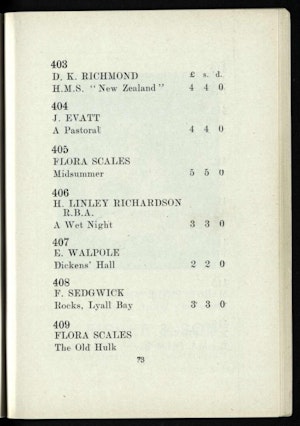 403
D. K. RICHMOND £ s. d.
H.M.S. "New Zealand" 4 4 0
404
J. EVATT
A Pastoral 4 4 0
405
FLORA SCALES
Midsummer 5 5 0
406
H. LINLEY RICHARDSON
R.B.A.
A Wet Night 3 3 0
407
E. WALPOLE
Dickens' Hall 2 2 0
408
F. SEDGWICK
Rocks, Lyall Bay 3 3 0
409
FLORA SCALES
The Old Hulk
73